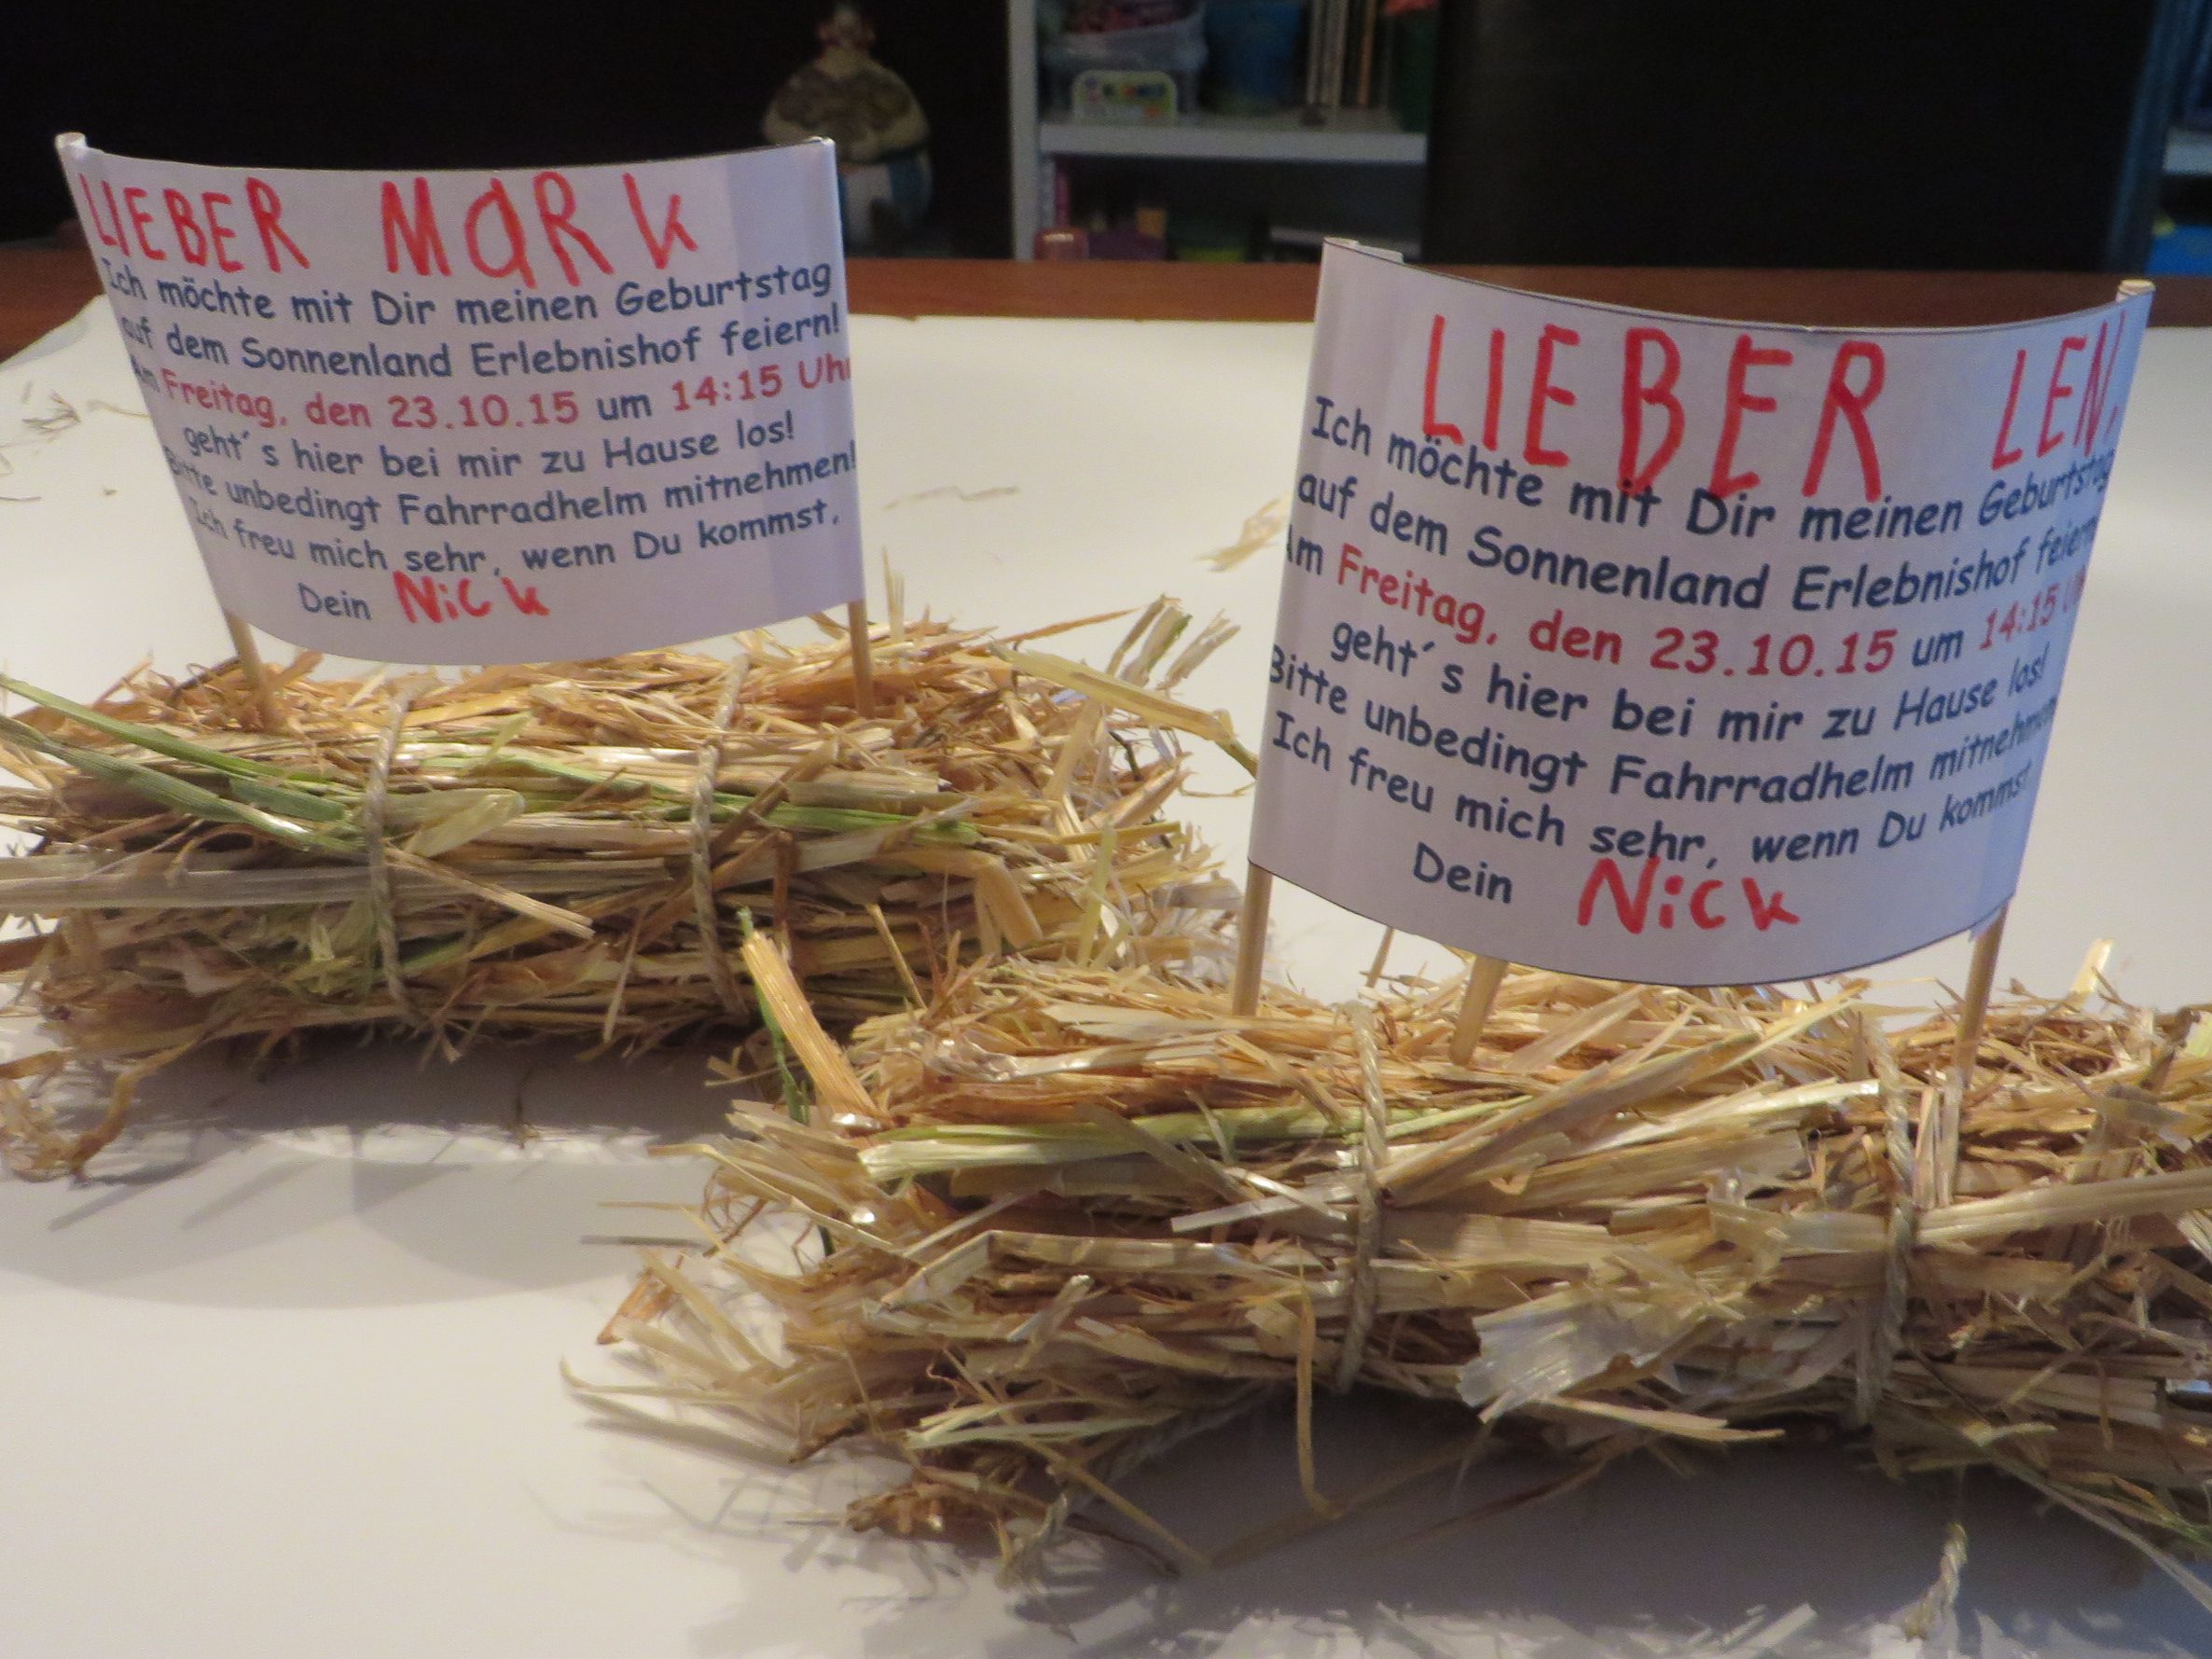 LIEBER MaRk
Ich möchte mit Dir meinen Geburtstag
auf dem Sonnenland Erlebnishof feiern!
Am Freitag, den 23.10.15 um 14:15 Uhr
geht´s hier bei mir zu Hause los!
Bitte unbedingt Fahrradhelm mitnehmen!
Ich freu mich sehr, wenn Du kommst,
Dein Nick
LIEBER
Ich möchte mit Dir meinen Geburtstag
auf dem Sonnenland Erlebnishof feiern
Am Freitag, den 23.10.15 um 14:15
geht´s hier bei mir zu Hause los!
Bitte unbedingt Fahrradhelm mitnehmen
Ich freu mich sehr, wenn Du kommst
Dein Nick